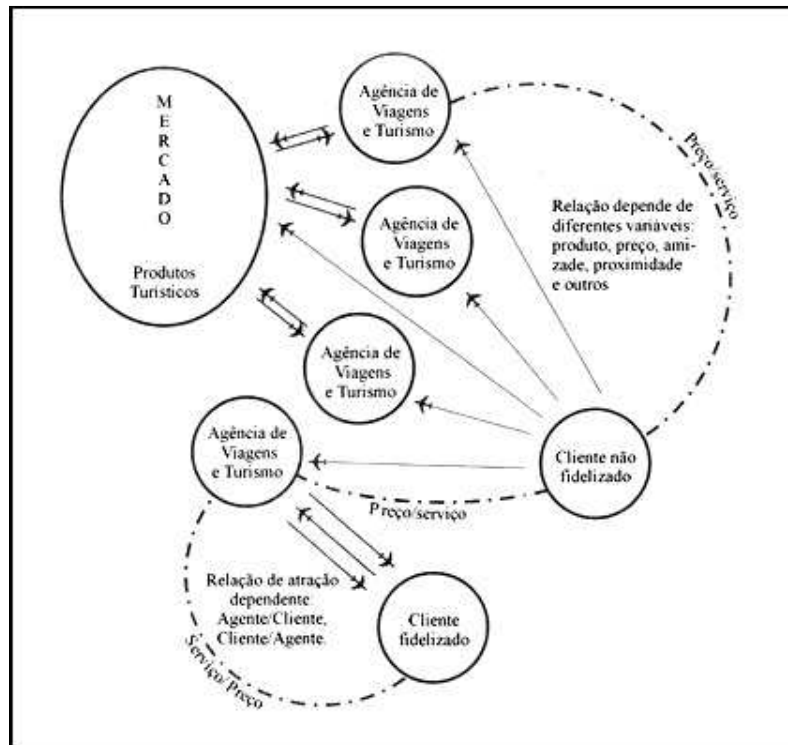 MERCADO
Produtos
Turísticos
Agência de
Viagens
e Turismo
Agência de
Viagens
e Turismo
Agência de
Viagens
e Turismo
Preço/serviço
Relação depende de
diferentes variáveis:
produto, preço, ami-
zade, proximidade
e outros
Agência de
Viagens
e Turismo
Cliente não
fidelizado
Preço/serviço
Relação de atração
dependente
Agente/Cliente,
Cliente/Agente.
Cliente
fidelizado
Serviço/Preço